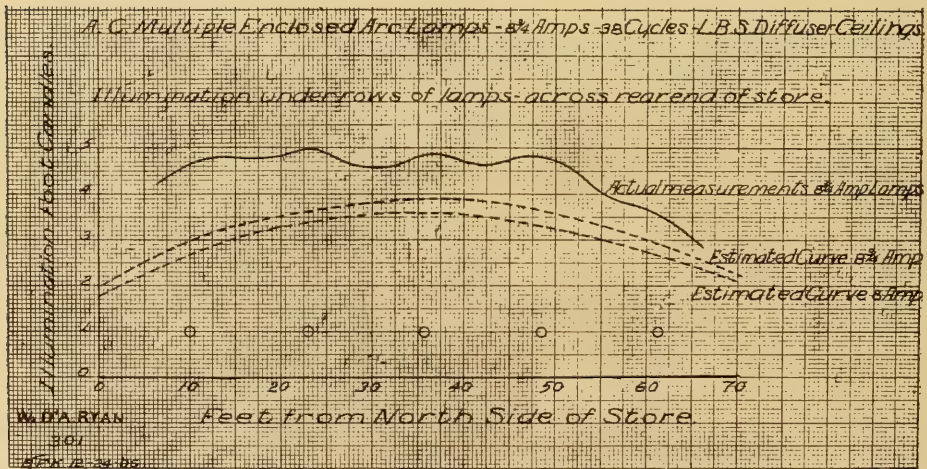 A.C. Multiple Enclosed Arc Lamps - 8¾ Amps - 38 Cycles - L.B.S. Diffuser Ceilings.
Illumination under rows of lamps across rear end of store.
Illumination Foot Candles
5
4
3
2
1
0
Actual measurements 8¾ Amp Lamps
Estimated Curve 8¾ Amp
Estimated Curve 8 Amp
0 10 20 30 40 50 60 70
Feet from North Side of Store.
W. D'A. RYAN
301